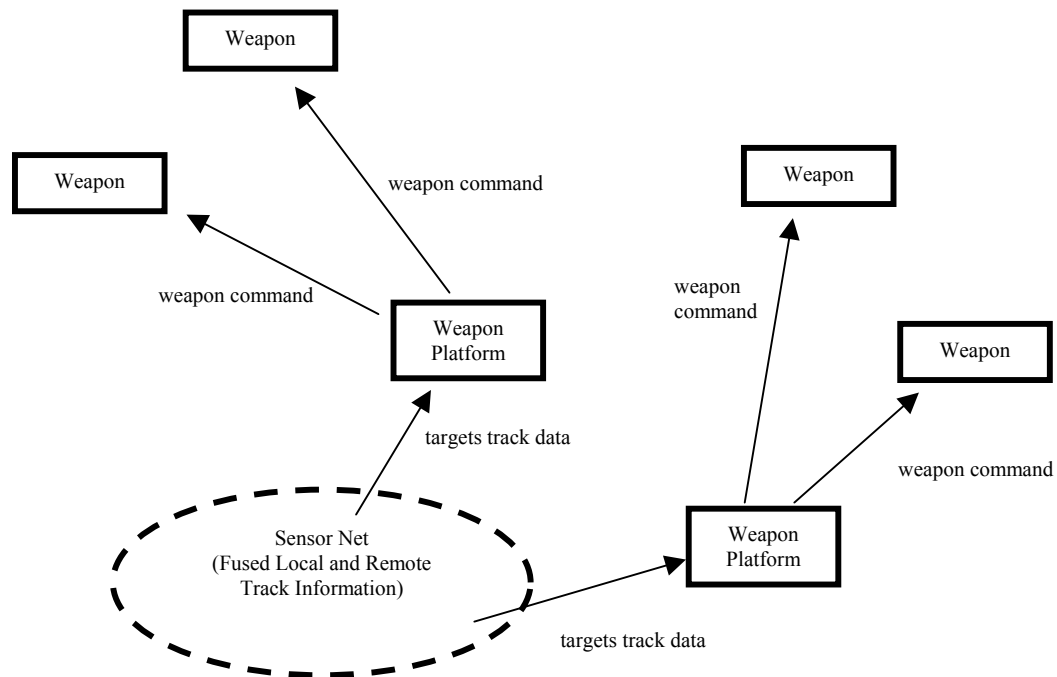 Weapon
Weapon
weapon command
weapon command
Weapon
Platform
targets track data
Sensor Net
(Fused Local and Remote
Track Information)
Weapon
weapon
command
Weapon
weapon command
Weapon
Platform
targets track data